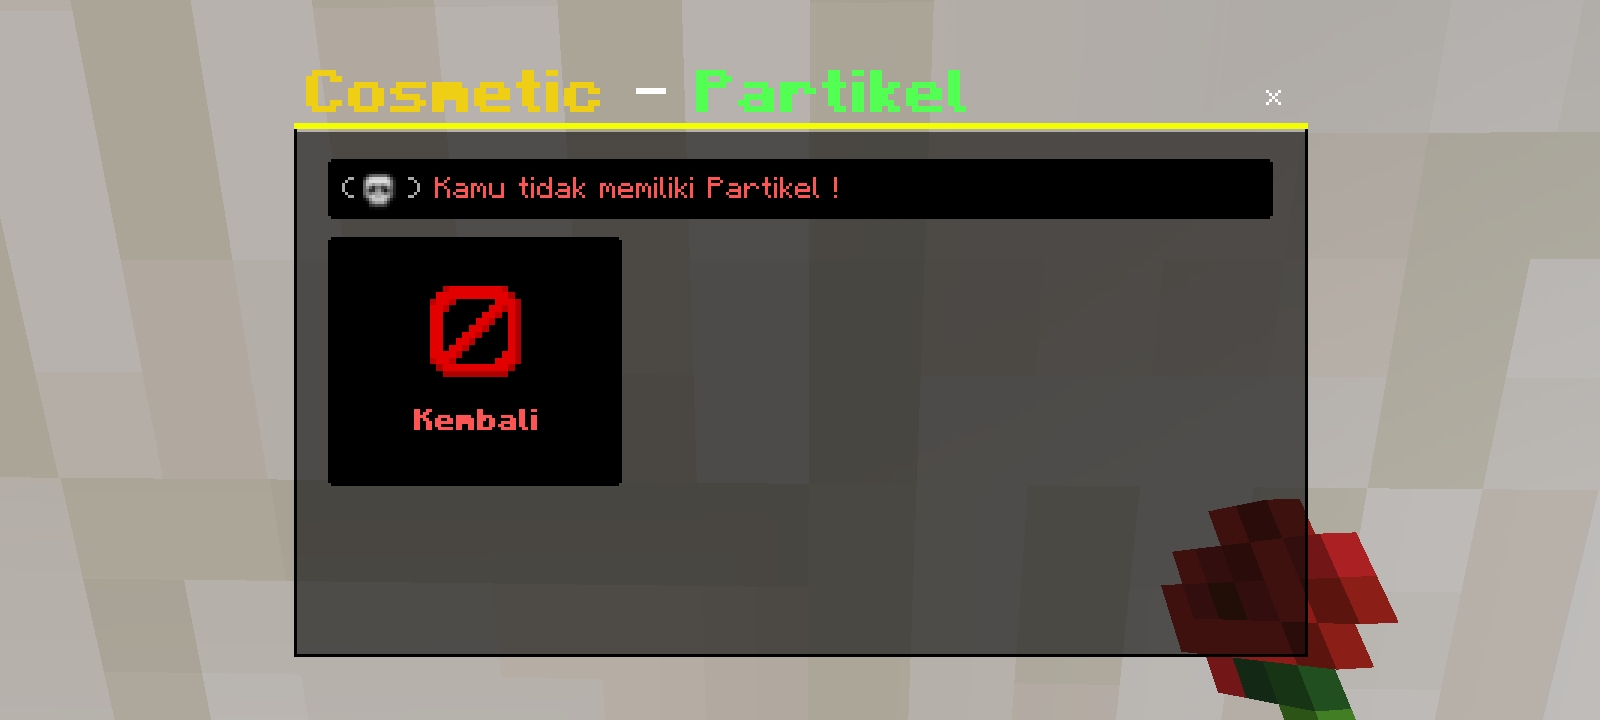 Cosmetic - Partikel
(💀) Kamu tidak memiliki Partikel !
Kembali